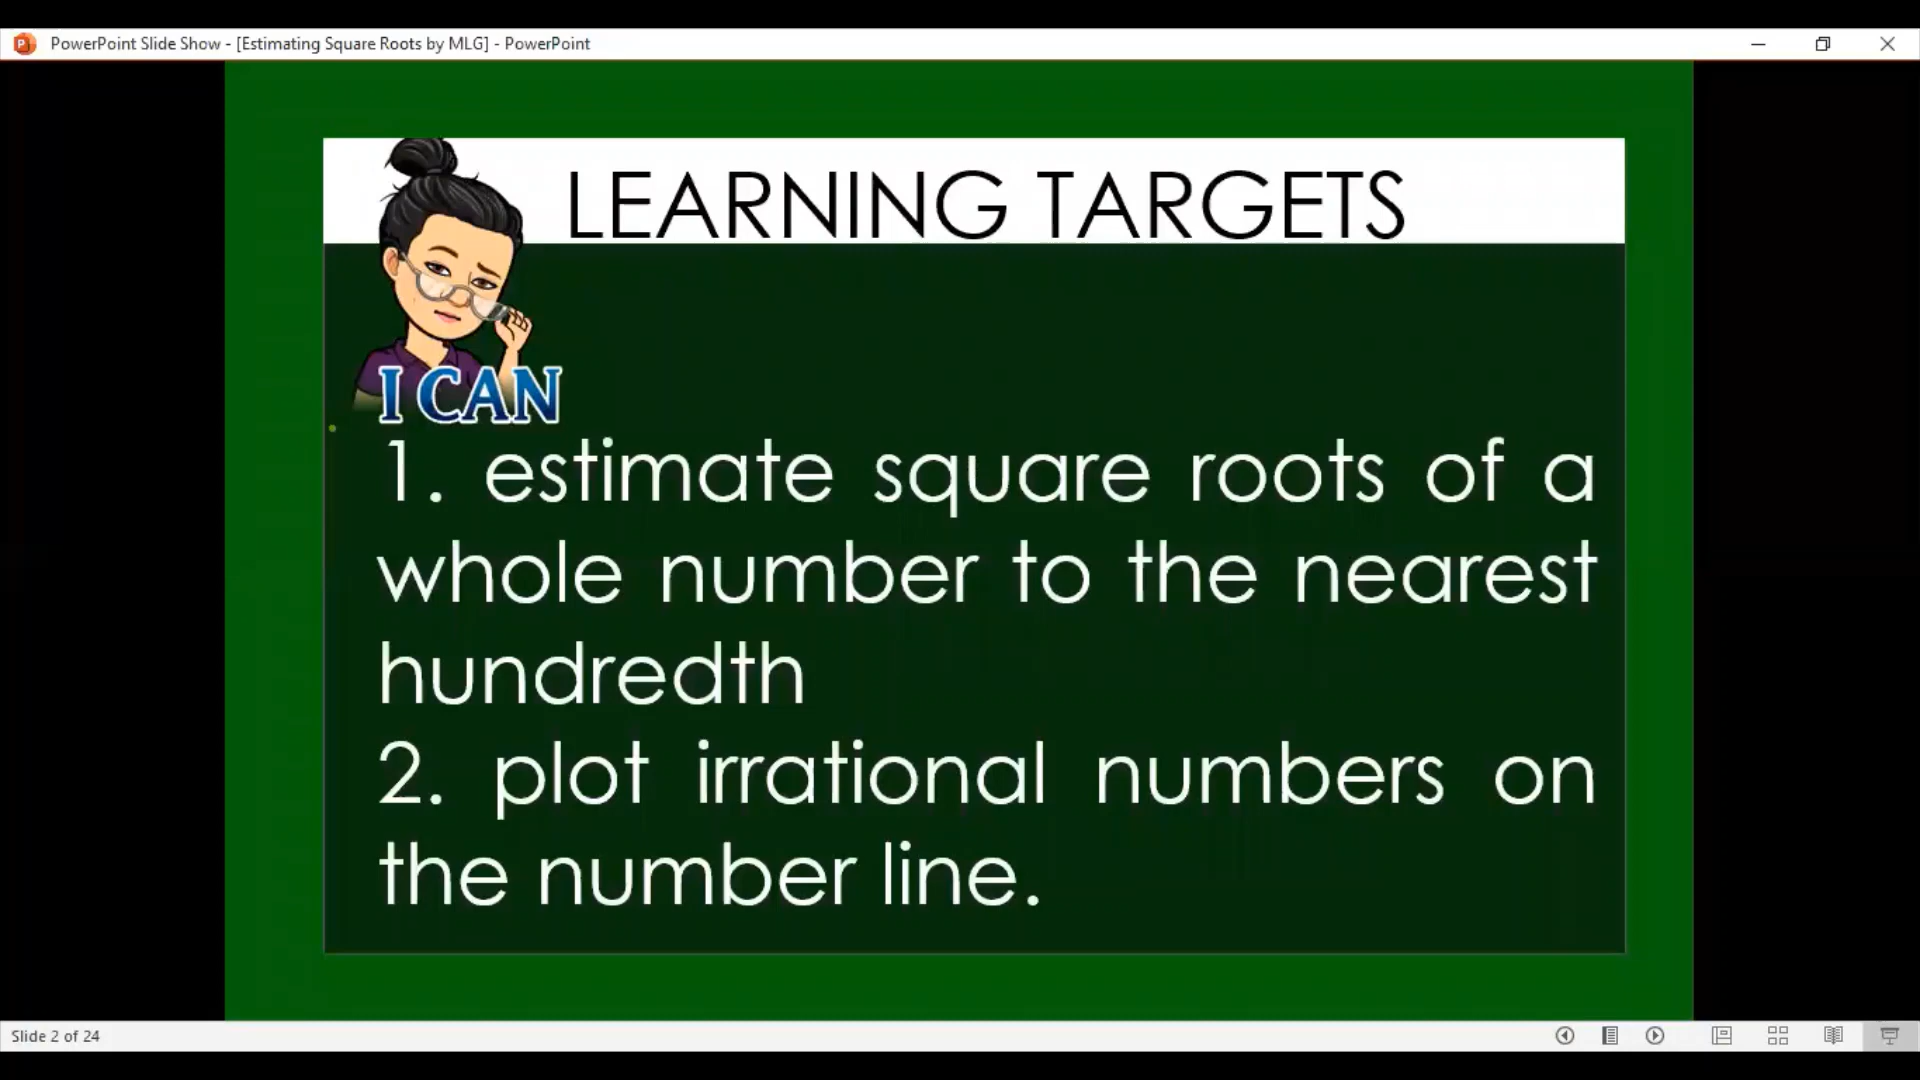 PowerPoint Slide Show - [Estimating Square Roots by MLG] - PowerPoint
LEARNING TARGETS
I CAN
1. estimate square roots of a
whole number to the nearest
hundredth
2. plot irrational numbers on
the number line.
Slide 2 of 24